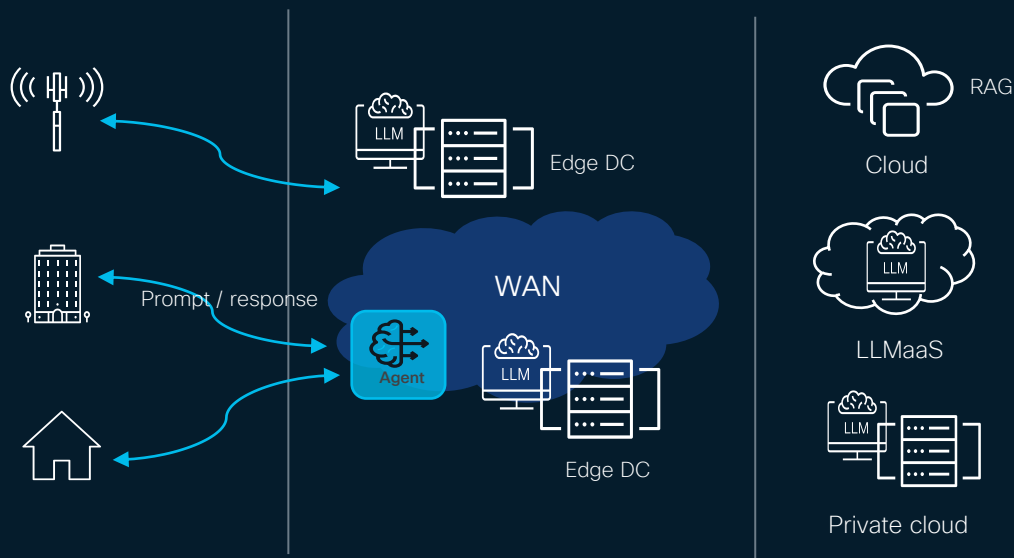 Prompt / response
LLM
Edge DC
WAN
Agent
LLM
Edge DC
RAG
Cloud
LLM
LLMaaS
LLM
Private cloud